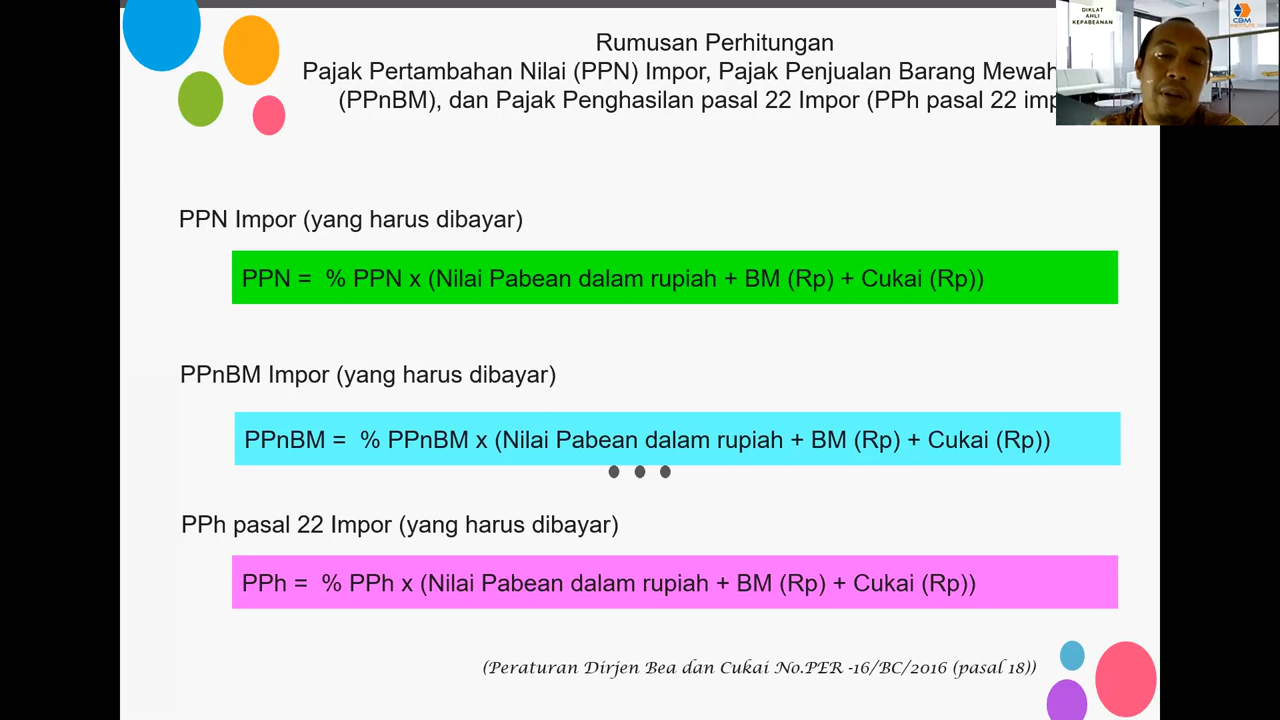 Rumusan Perhitungan
Pajak Pertambahan Nilai (PPN) Impor, Pajak Penjualan Barang Mewah
(PPnBM), dan Pajak Penghasilan pasal 22 Impor (PPh pasal 22 imp
DIKLAT
AHLI
KEPABEANAN
CBM
INSTITUTE
PPN Impor (yang harus dibayar)
PPN = % PPN x (Nilai Pabean dalam rupiah + BM (Rp) + Cukai (Rp))
PPnBM Impor (yang harus dibayar)
PPnBM = % PPnBM x (Nilai Pabean dalam rupiah + BM (Rp) + Cukai (Rp))
PPh pasal 22 Impor (yang harus dibayar)
PPh = % PPh x (Nilai Pabean dalam rupiah + BM (Rp) + Cukai (Rp))
(Peraturan Dirjen Bea dan Cukai No.PER -16/BC/2016 (pasal 18))